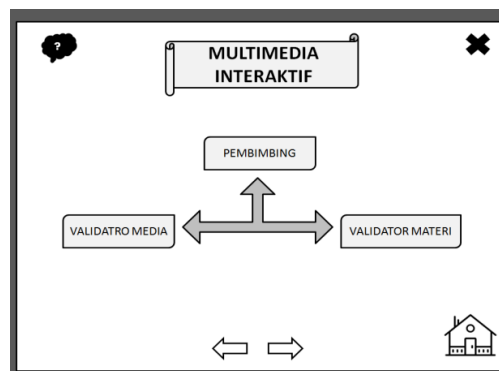 ?
MULTIMEDIA
INTERAKTIF
PEMBIMBING
VALIDATRO MEDIA
VALIDATOR MATERI